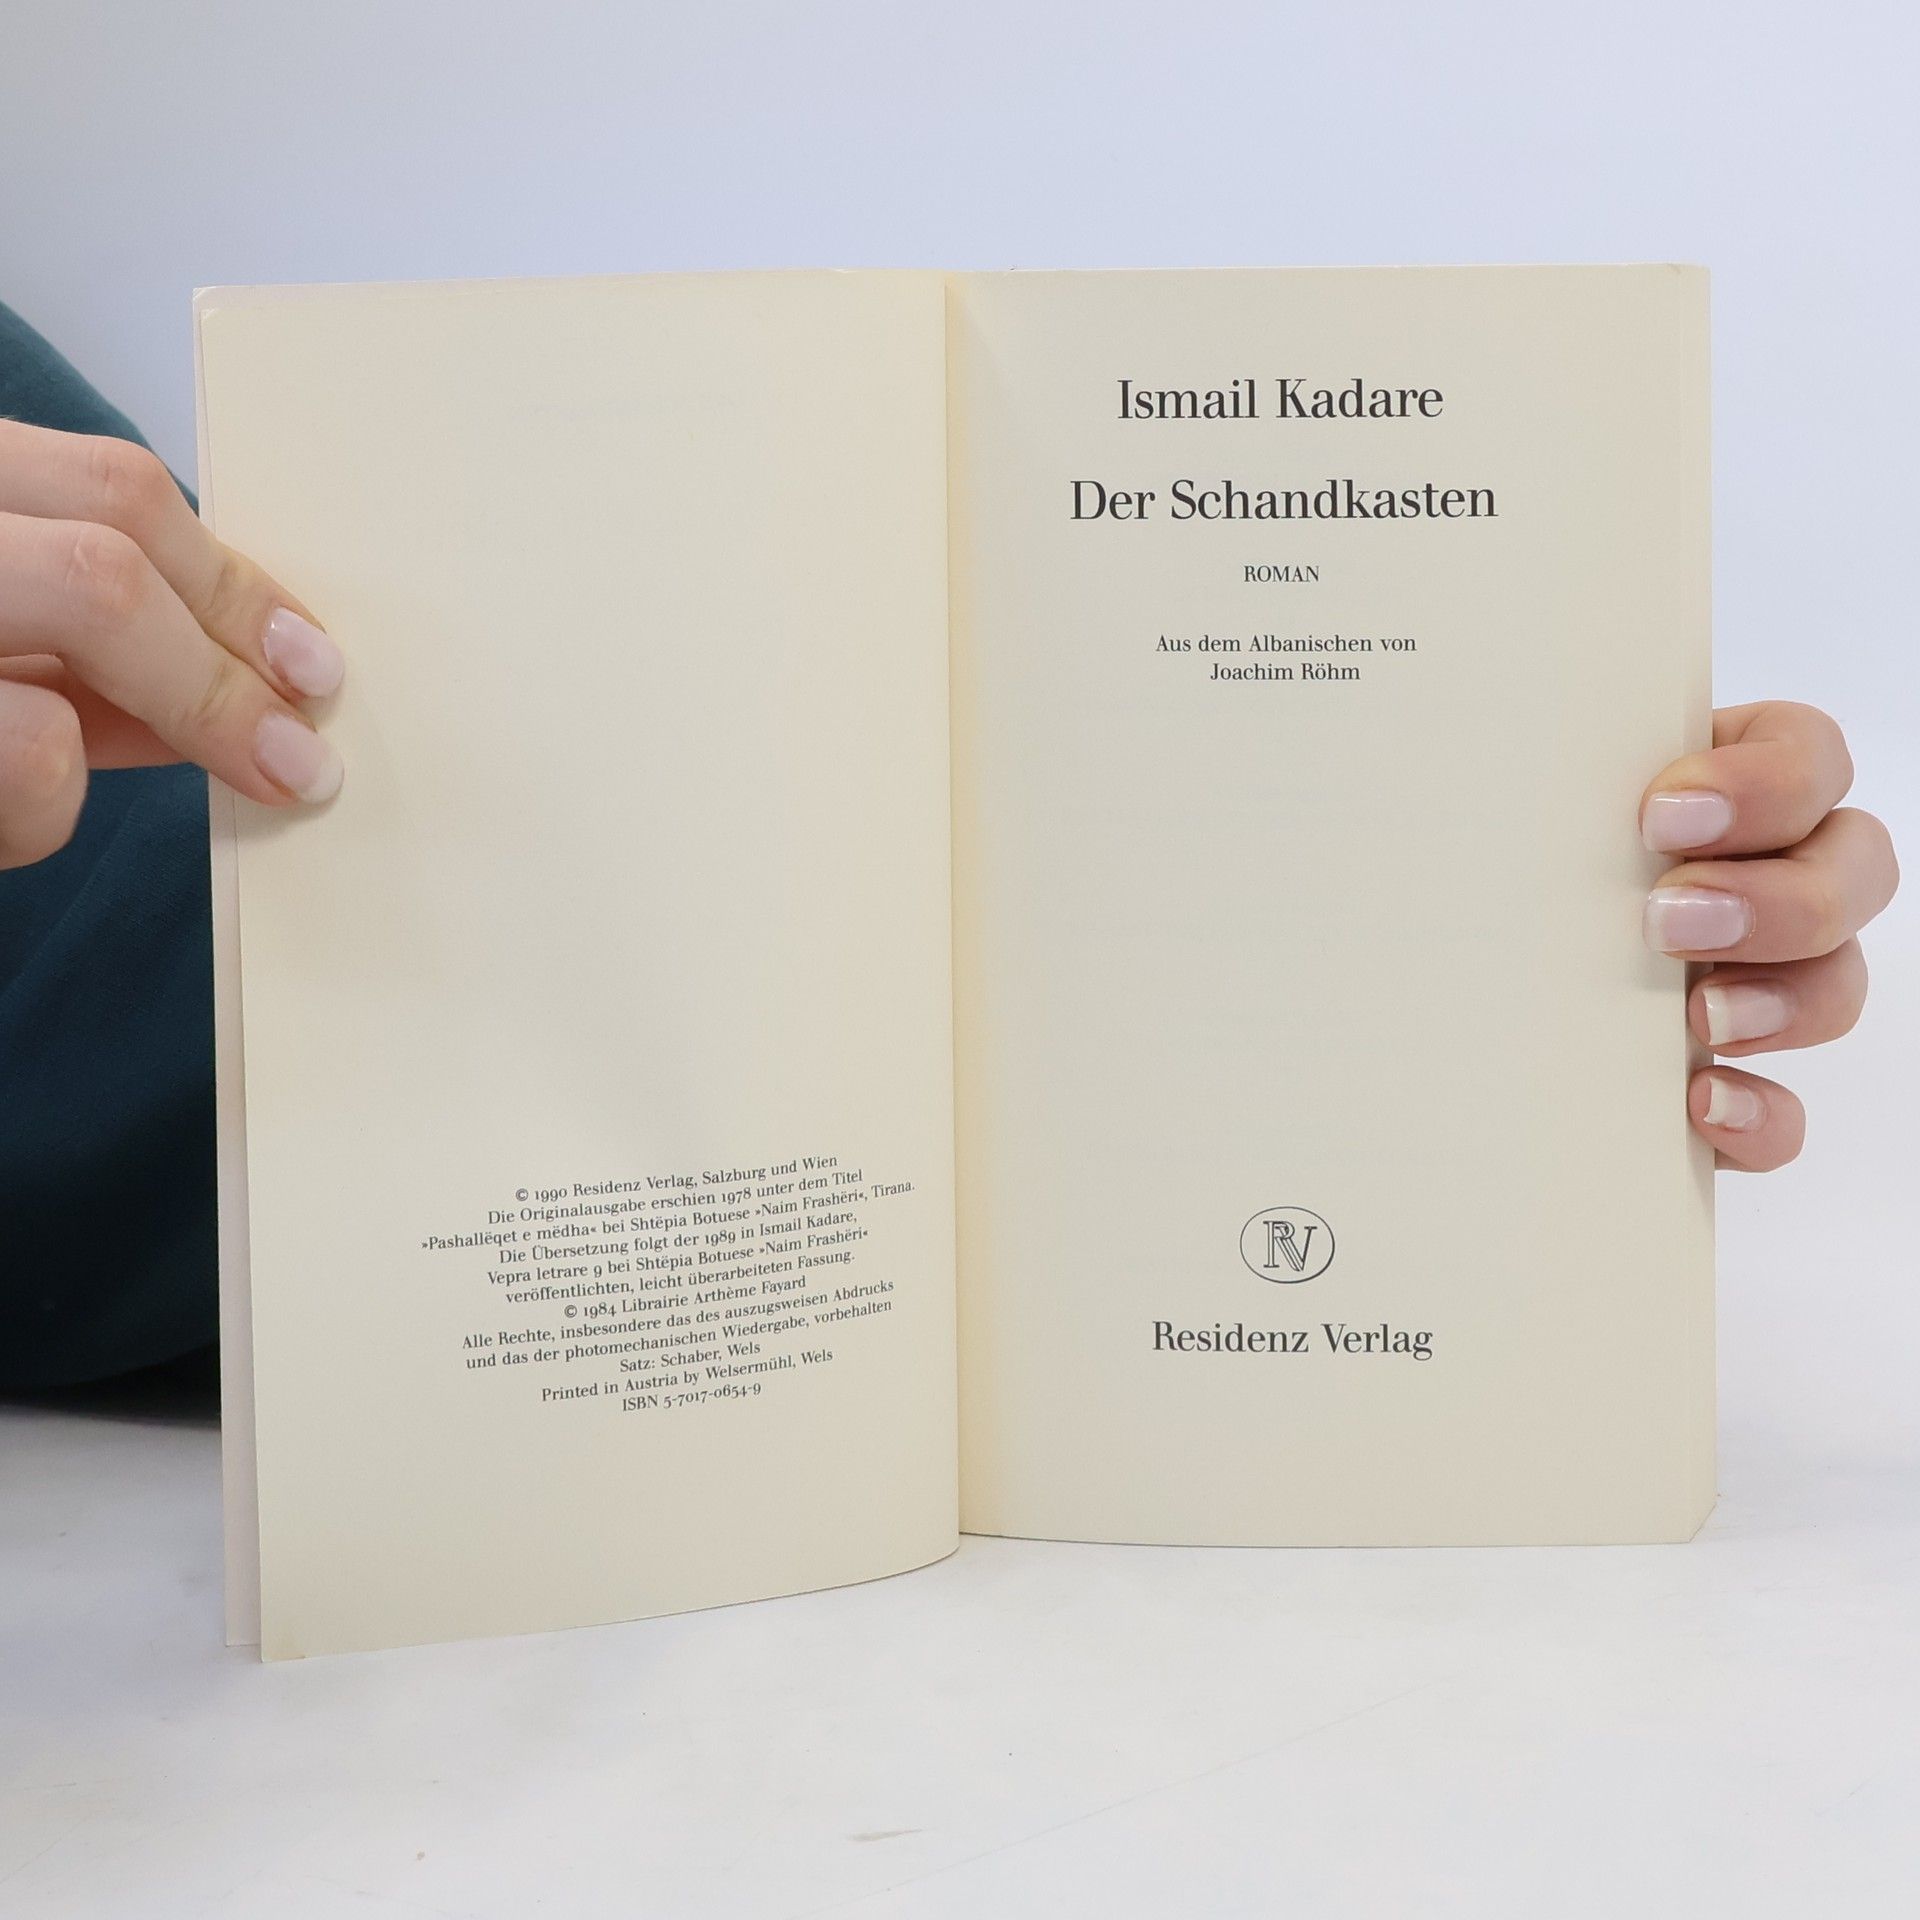 © 1990 Residenz Verlag, Salzburg und Wien
Die Originalausgabe erschien 1978 unter dem Titel
»Pashallëqet e mëdha« bei Shtëpia Botuese »Naim Frashëri«, Tirana.
Die Übersetzung folgt der 1989 in Ismail Kadare,
Vepra letrare 9 bei Shtëpia Botuese »Naim Frashëri«
veröffentlichten, leicht überarbeiteten Fassung.
© 1984 Librairie Arthème Fayard
Alle Rechte, insbesondere das des auszugsweisen Abdrucks
und das der photomechanischen Wiedergabe, vorbehalten
Satz: Schaber, Wels
Printed in Austria by Welsermühl, Wels
ISBN 5-7017-0654-9
Ismail Kadare
Der Schandkasten
ROMAN
Aus dem Albanischen von
Joachim Röhm
RV
Residenz Verlag